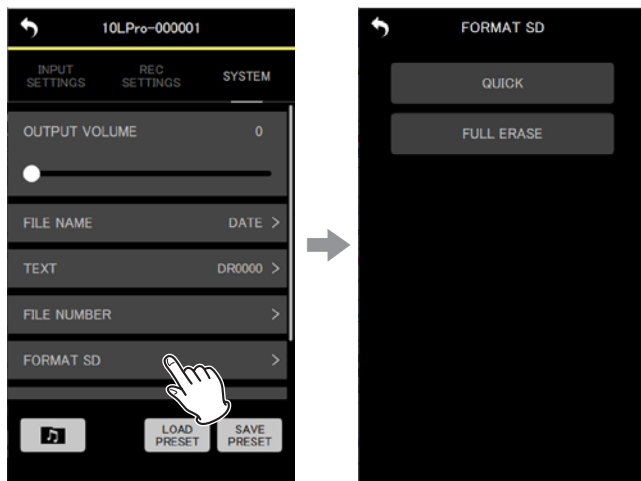 10LPro-000001
INPUT
SETTINGS
REC
SETTINGS
SYSTEM
OUTPUT VOLUME 0
FILE NAME DATE >
TEXT DR0000 >
FILE NUMBER >
FORMAT SD >
LOAD
PRESET
SAVE
PRESET
FORMAT SD
QUICK
FULL ERASE